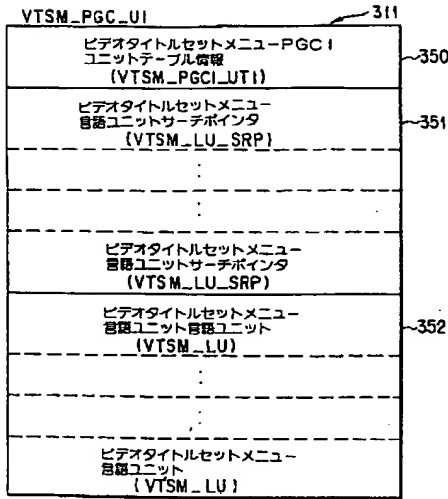 VTSM_PGC_UI
311
ビデオタイトルセットメニューPGCI
ユニットテーブル情報
(VTSM_PGCI_UTI)
350
ビデオタイトルセットメニュー
言語ユニットサーチポインタ
(VTSM_LU_SRP)
351
ビデオタイトルセットメニュー
言語ユニットサーチポインタ
(VTSM_LU_SRP)
ビデオタイトルセットメニュー
言語ユニット言語ユニット
(VTSM_LU)
352
ビデオタイトルセットメニュー
言語ユニット
(VTSM_LU)